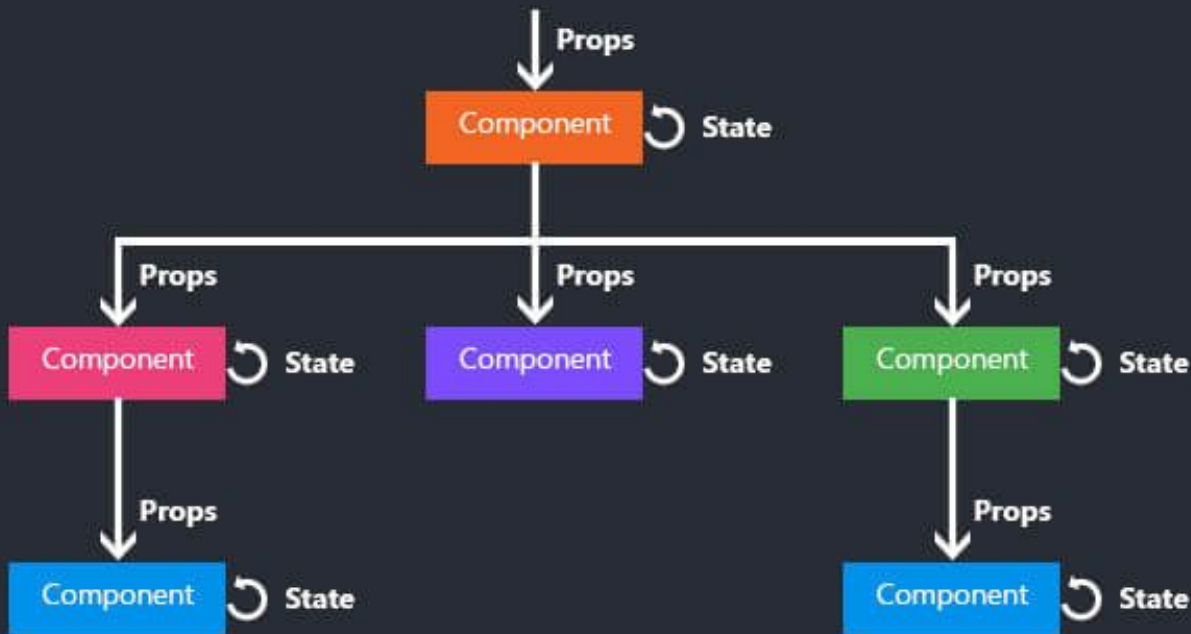 Props
Component State
Props Props Props
Component State Component State Component State
Props Props
Component State Component State